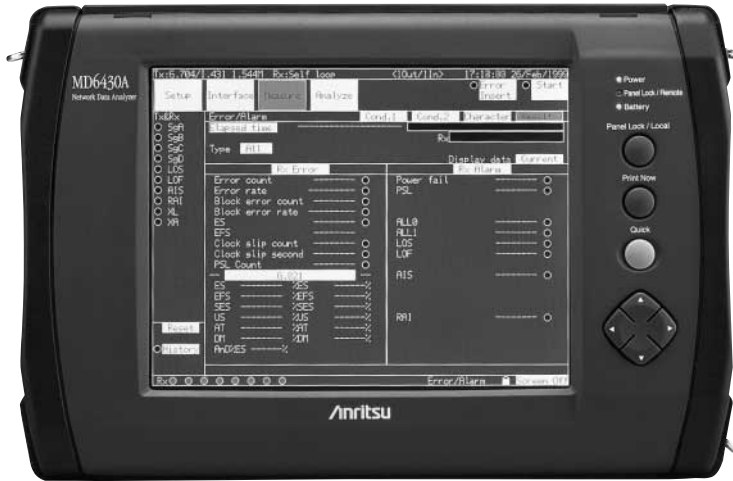 MD6430A
Network Data Analyzer
Tx:6.704/1.431 1.544M Rx:Self loop <1Out/1In> 17:18:00 26/Feb/1999
Setup Interface Measure Analyze Error Insert Start
Tx&Rx
SgA
SgB
SgC
SgD
LOS
LOF
AIS
RAI
XL
XA
Reset
History
Error/Alarm Cond.1 Cond.2 Character Results
Elapsed time
Rx
Type All
Display data Current
Rx Error
Error count
Error rate
Block error count
Block error rate
ES
EFS
Clock slip count
Clock slip second
PSL Count
G.821
ES %ES %
EFS %EFS %
SES %SES %
US %US %
AT %AT %
DM %DM %
Rx Alarm
Power fail
PSL
ALL0
ALL1
LOS
LOF
AIS
RAI
Rx
Error/Alarm Screen Off
Power
Panel Lock / Remote
Battery
Panel Lock / Local
Print Now
Quick
Anritsu